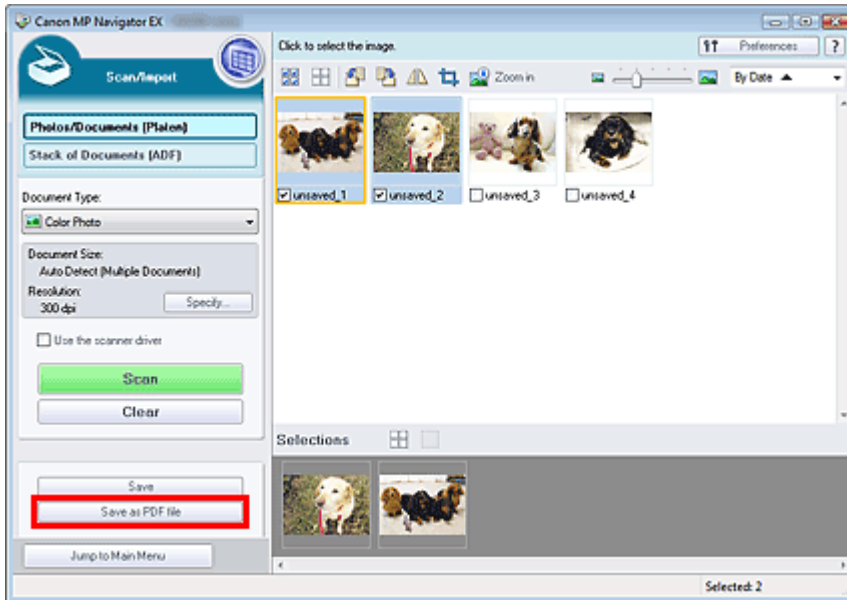 Canon MP Navigator EX
Scan/Import
Photos/Documents (Platen)
Stack of Documents (ADF)
Document Type:
Color Photo
Document Size:
Auto Detect (Multiple Documents)
Resolution:
300 dpi
Specify...
Use the scanner driver
Scan
Clear
Save
Save as PDF file
Jump to Main Menu
Click to select the image.
Preferences
?
Zoom in
By Date
unsaved_1
unsaved_2
unsaved_3
unsaved_4
Selections
Selected: 2